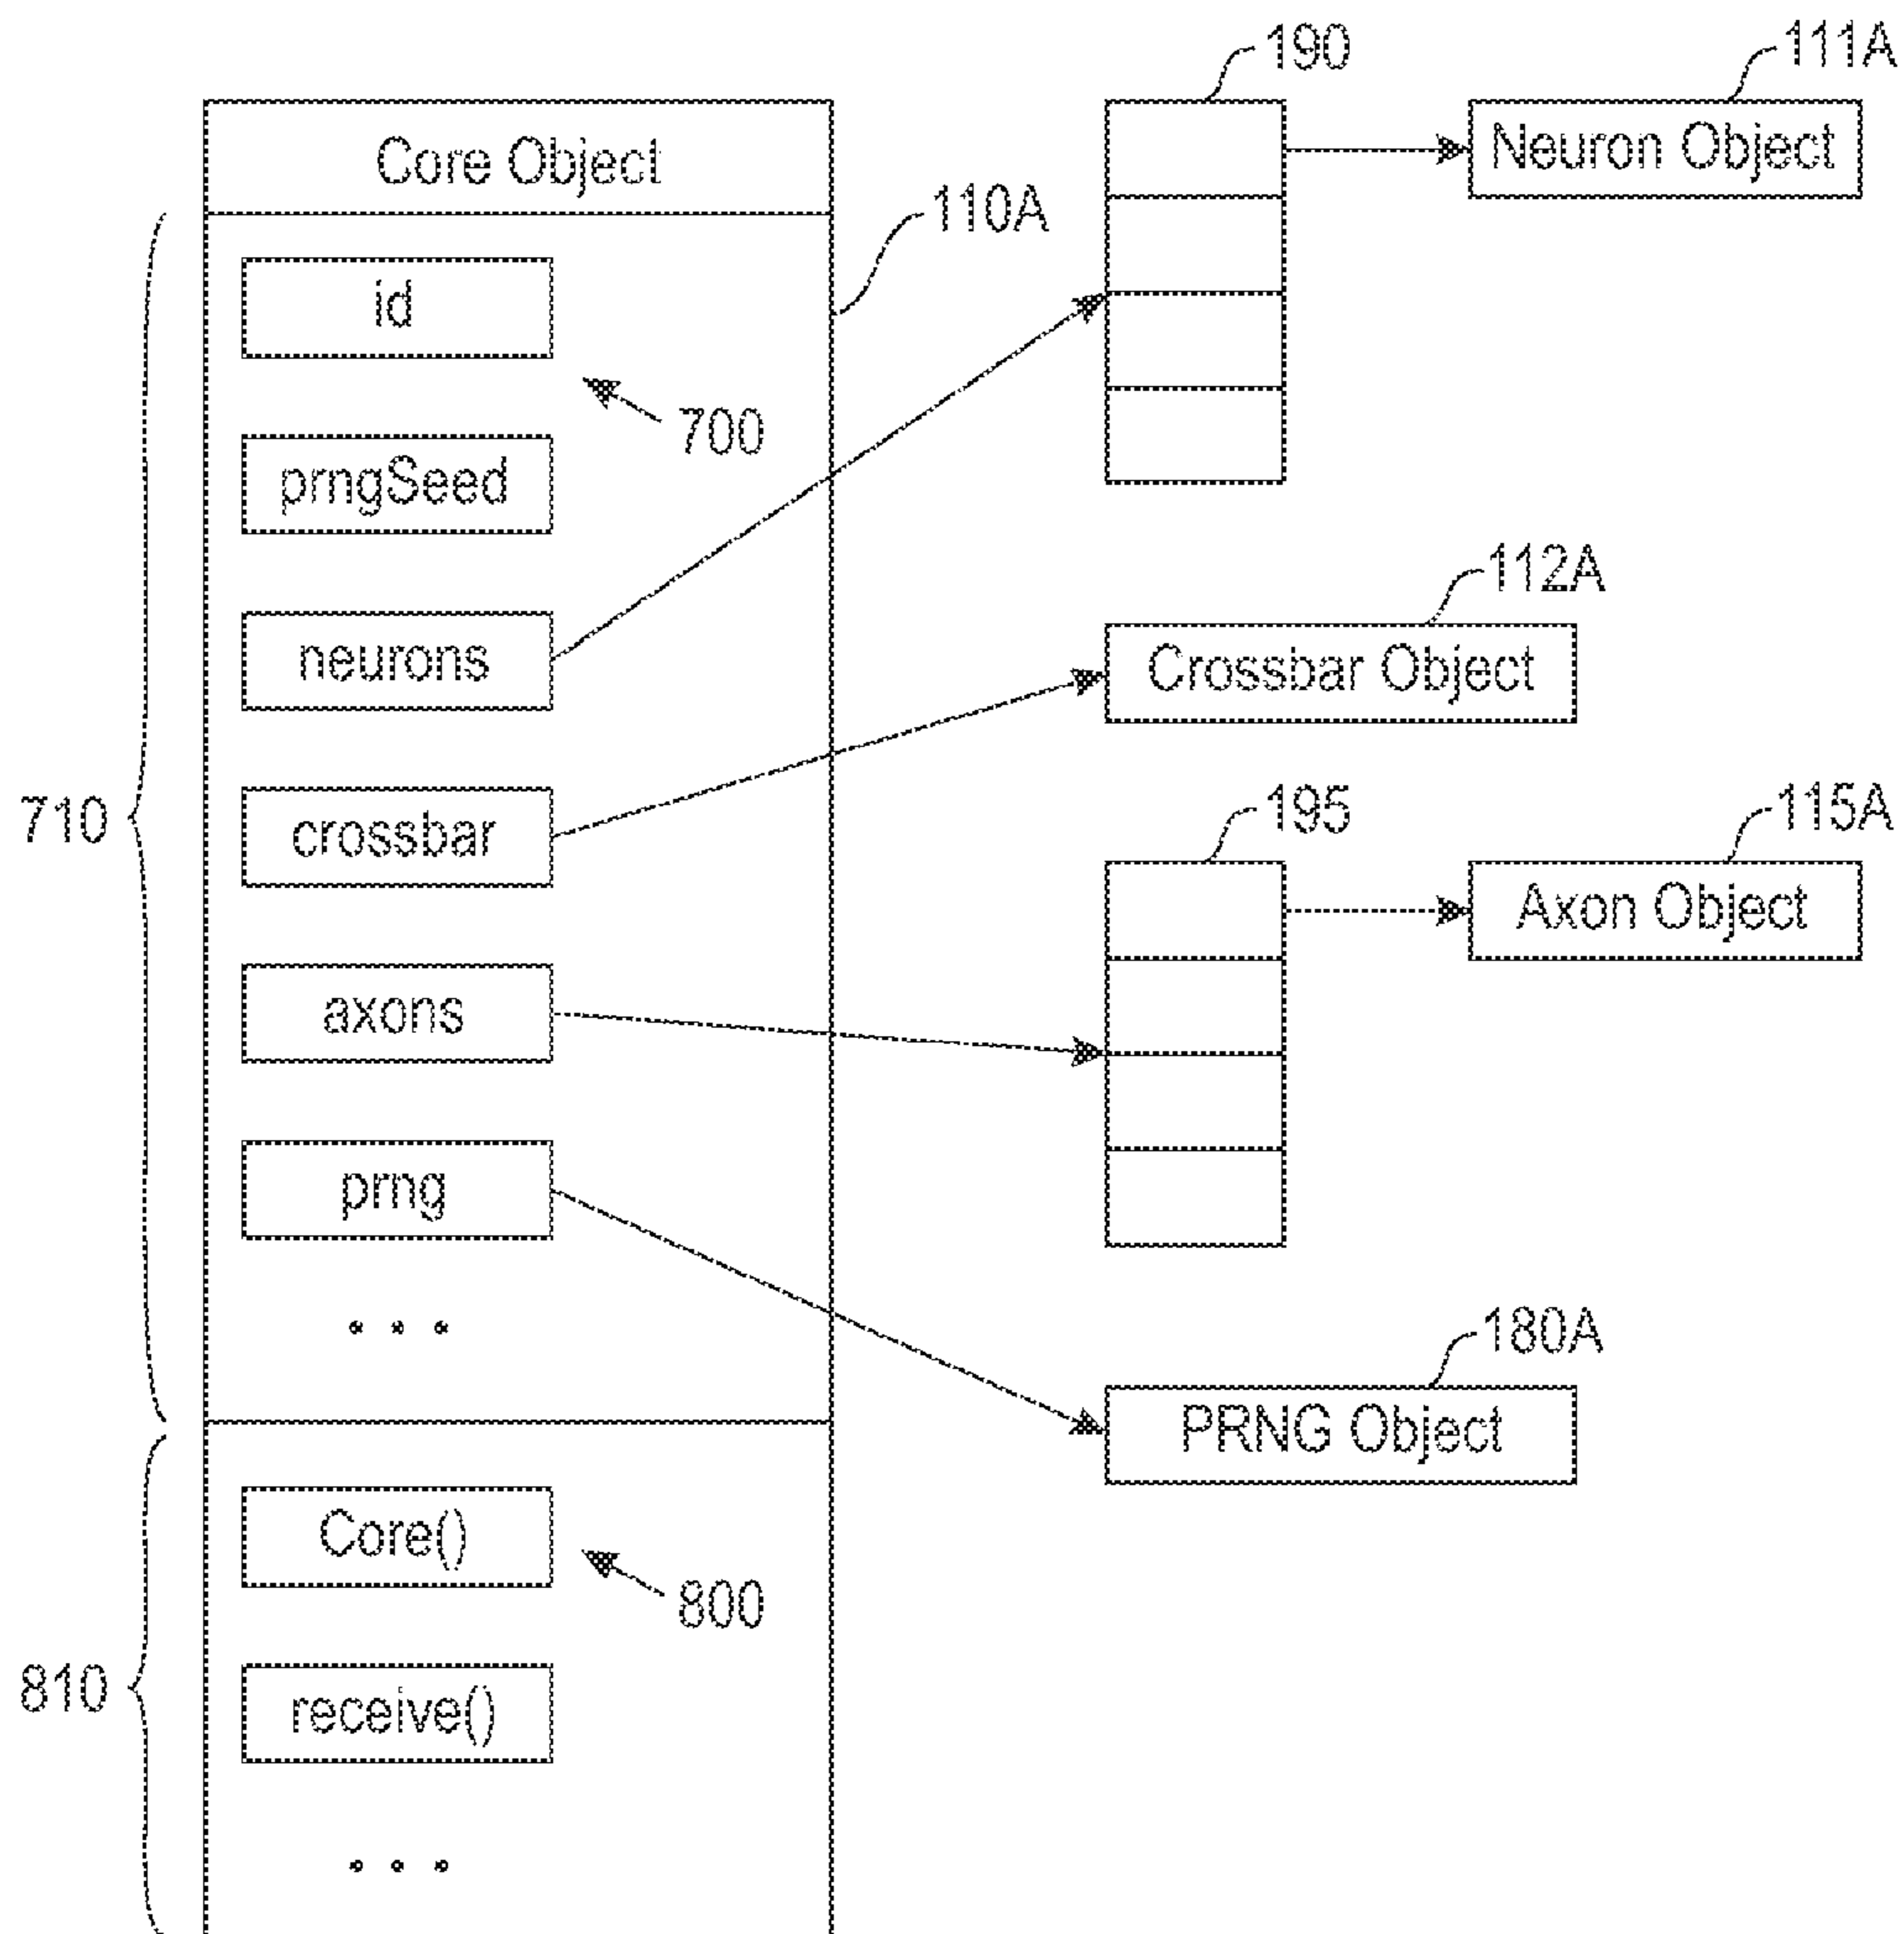 190
111A
Core Object
Neuron Object
110A
id
700
prngSeed
neurons
112A
Crossbar Object
710
crossbar
195
115A
Axon Object
axons
prng
. . .
180A
PRNG Object
Core()
800
810
receive()
. . .